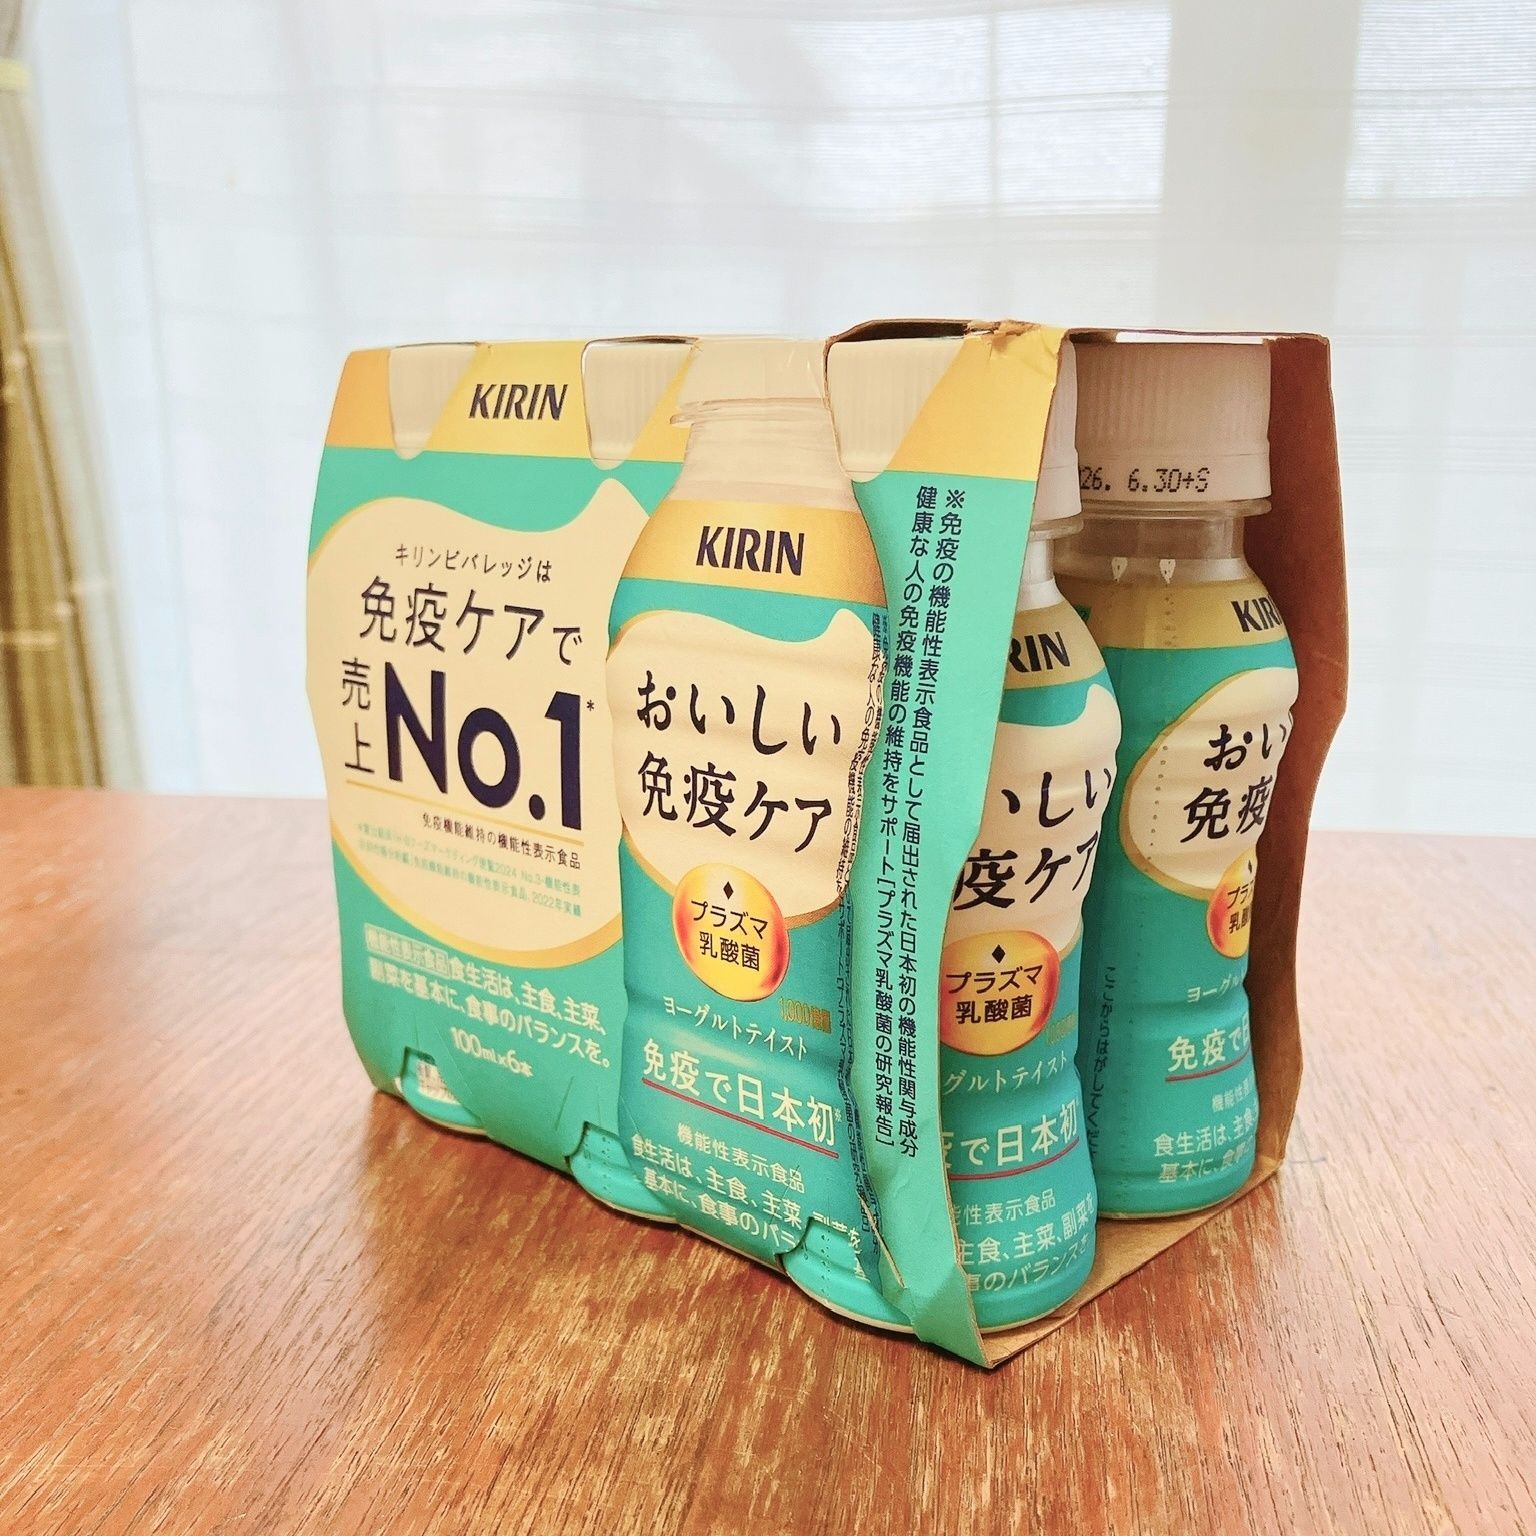 KIRIN
キリンビバレッジは
免疫ケアで
売上No.1*
免疫機能維持の機能性表示食品
機能性表示食品 食生活は、主食、主菜、
副菜を基本に、食事のバランスを。
100ml×6本
KIRIN
おいしい
免疫ケア
プラズマ
乳酸菌
ヨーグルトテイスト
免疫で日本初※
機能性表示食品
食生活は、主食、主菜、副菜を
基本に、食事のバラ
※免疫の機能性表示食品として届出された日本初の機能性関与成分
健康な人の免疫機能の維持をサポート[プラズマ乳酸菌の研究報告]
RIN
いしい
疫ケア
プラズマ
乳酸菌
グルトテイスト
で日本初
性表示食品
主食、主菜、副菜を
事のバランスを
26. 6.30+S
KIR
おい
免疫
プラズ
乳酸
ヨーグル
免疫で日
機能性
食生活は、主食
基本に、食事
ここからはがしてくだ